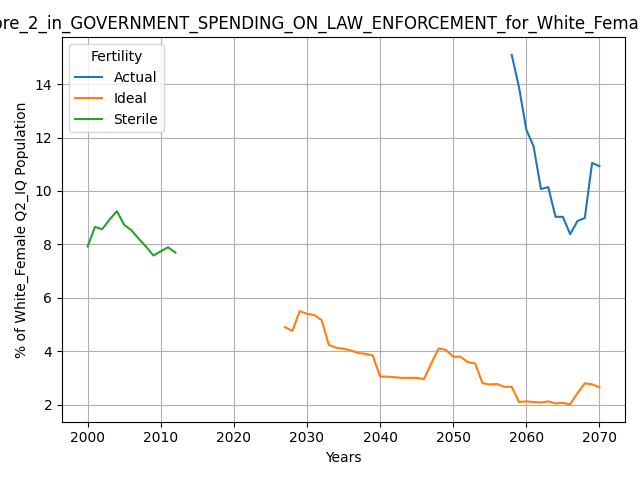 ore_2_in_GOVERNMENT_SPENDING_ON_LAW_ENFORCEMENT_for_White_Fema
Fertility
Actual
Ideal
Sterile
14
12
10
8
6
4
2
% of White_Female Q2_IQ Population
2000 2010 2020 2030 2040 2050 2060 2070
Years